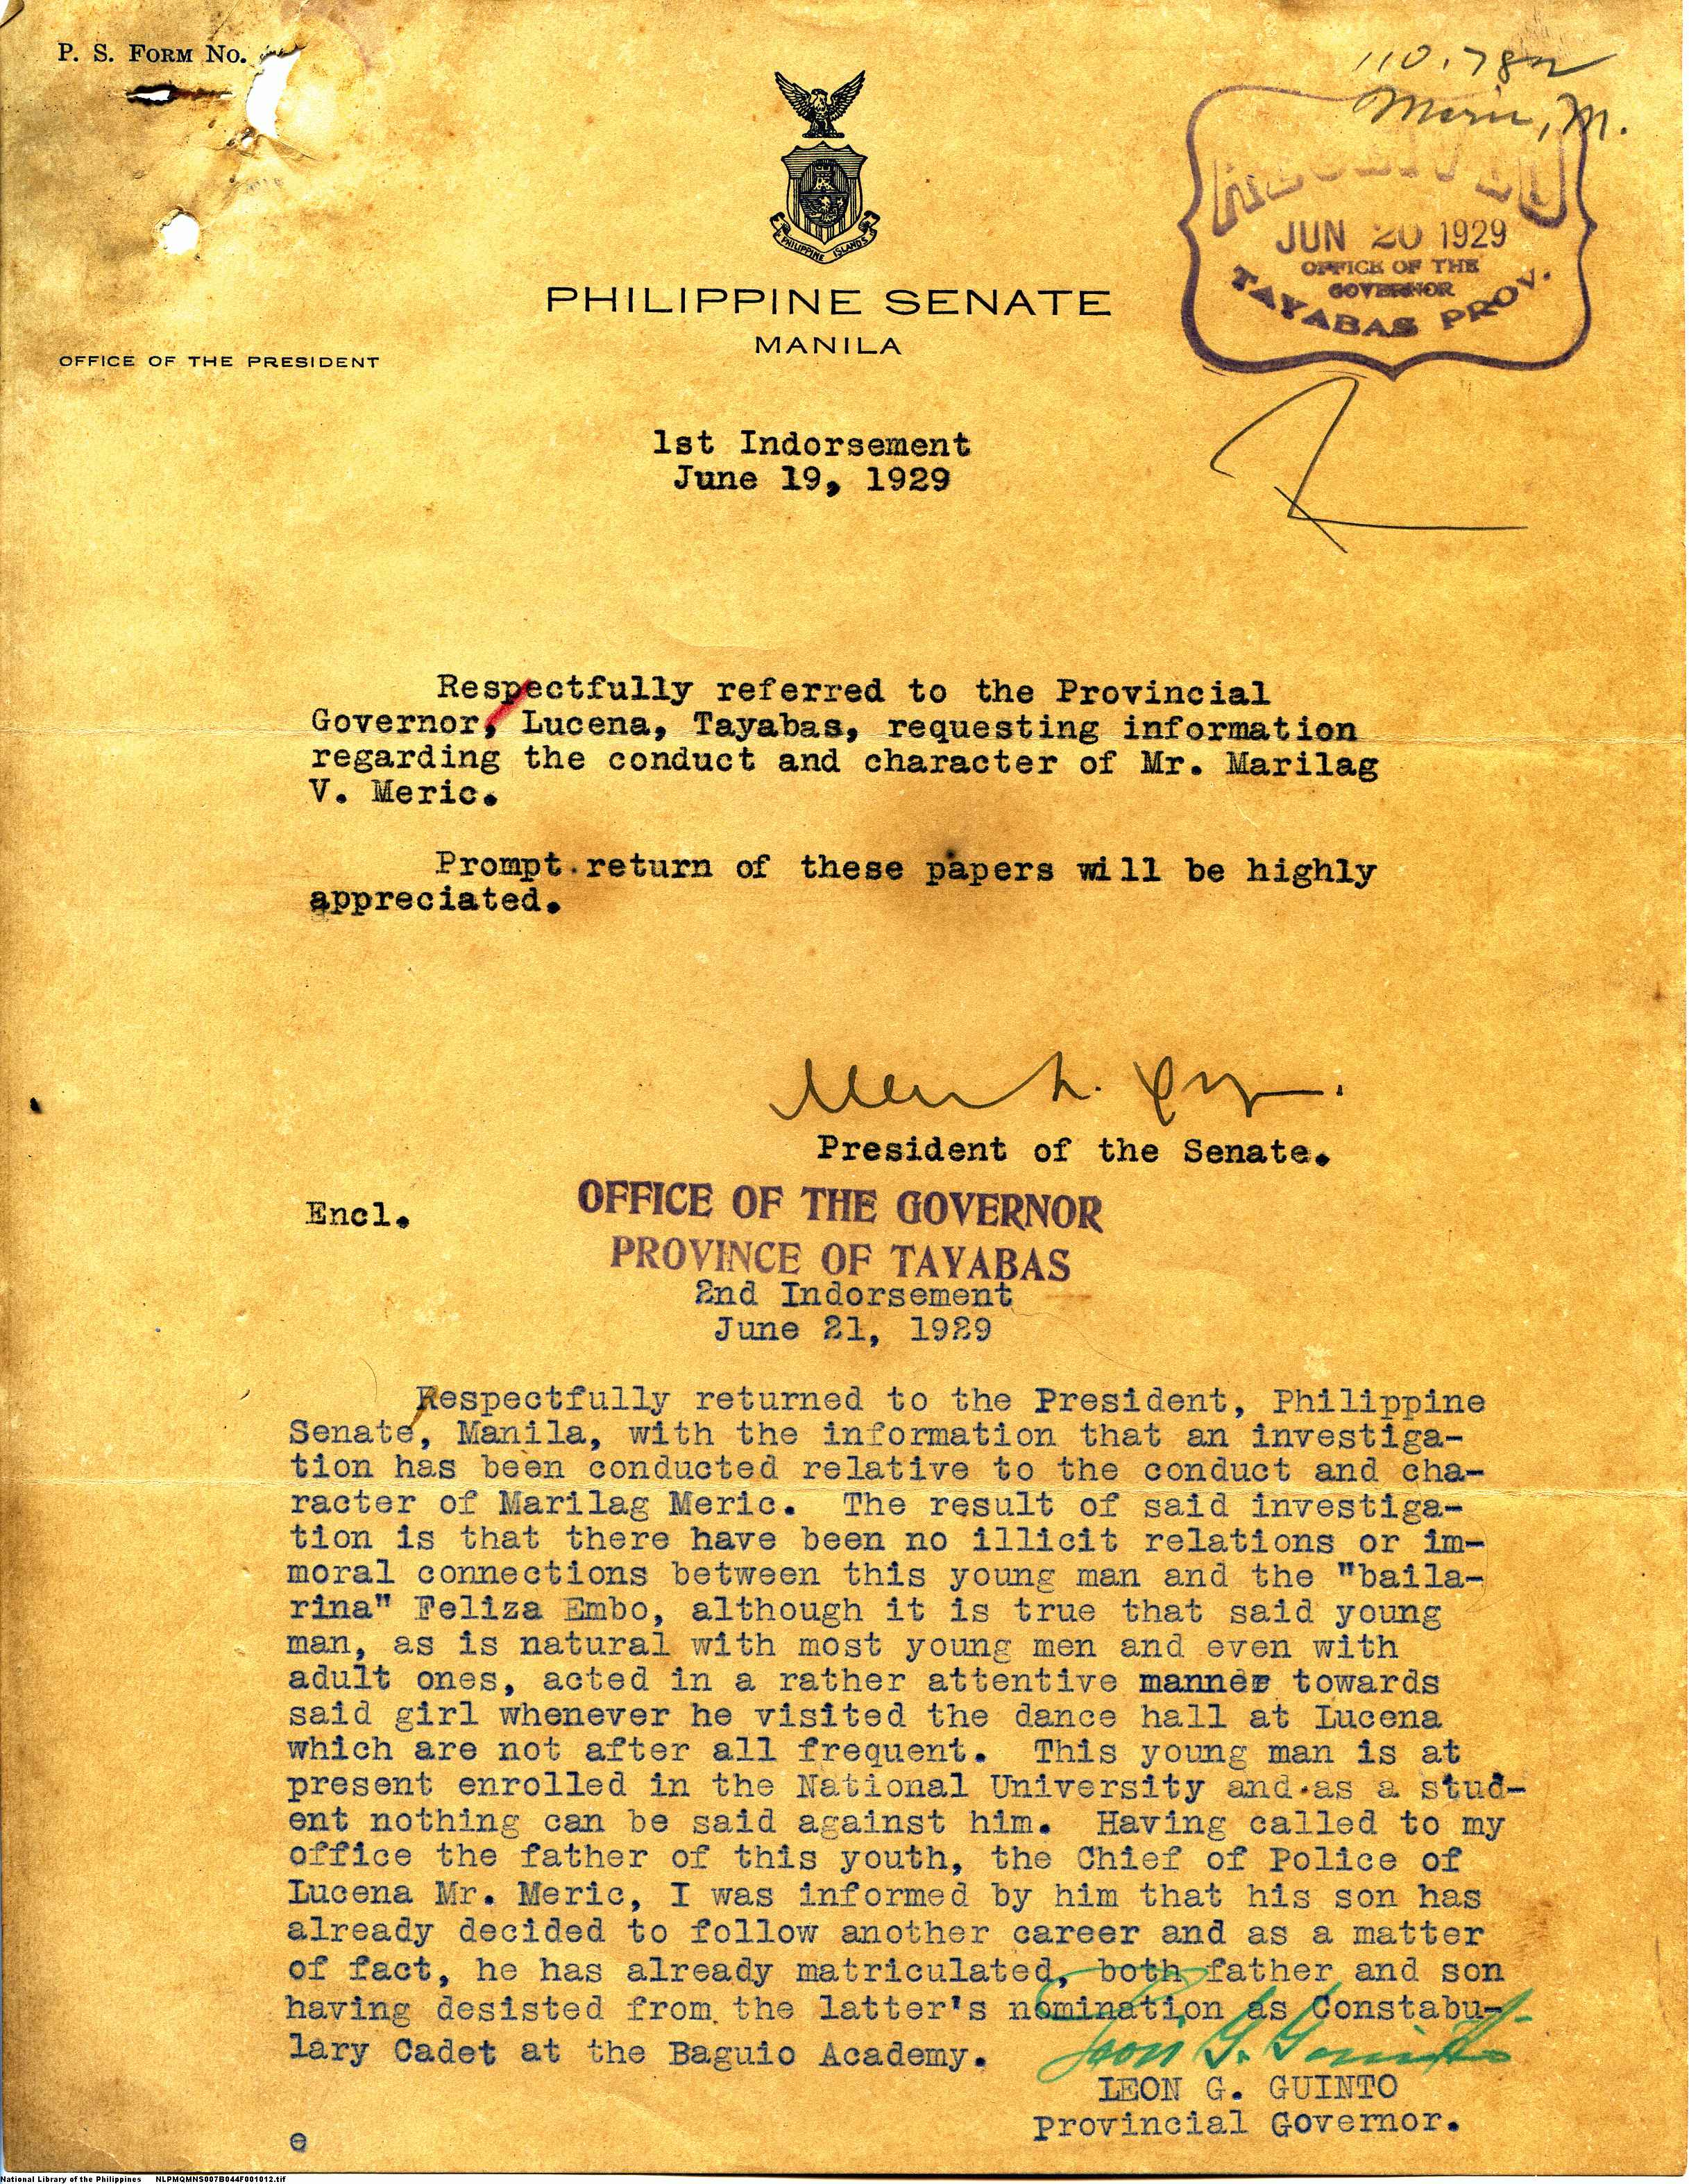 P. S. FORM NO.
110.782
Meric, M.
RECEIVED
JUN 20 1929
OFFICE OF THE
GOVERNOR
TAYABAS PROV.
PHILIPPINE ISLANDS
PHILIPPINE SENATE
MANILA
OFFICE OF THE PRESIDENT
1st Indorsement
June 19, 1929
Respectfully referred to the Provincial
Governor, Lucena, Tayabas, requesting information
regarding the conduct and character of Mr. Marilag
V. Meric.
Prompt return of these papers will be highly
appreciated.
President of the Senate.
Encl.
OFFICE OF THE GOVERNOR
PROVINCE OF TAYABAS
2nd Indorsement
June 21, 1929
Respectfully returned to the President, Philippine
Senate, Manila, with the information that an investiga-
tion has been conducted relative to the conduct and cha-
racter of Marilag Meric. The result of said investiga-
tion is that there have been no illicit relations or im-
moral connections between this young man and the "baila-
rina" Feliza Embo, although it is true that said young
man, as is natural with most young men and even with
adult ones, acted in a rather attentive manner towards
said girl whenever he visited the dance hall at Lucena
which are not after all frequent. This young man is at
present enrolled in the National University and as a stud-
ent nothing can be said against him. Having called to my
office the father of this youth, the Chief of Police of
Lucena Mr. Meric, I was informed by him that his son has
already decided to follow another career and as a matter
of fact, he has already matriculated, both father and son
having desisted from the latter's nomination as Constabu-
lary Cadet at the Baguio Academy.
Leon G. Guinto
LEON G. GUINTO
Provincial Governor.
e
National Library of the Philippines NLPMQMNS007B044F001012.tif